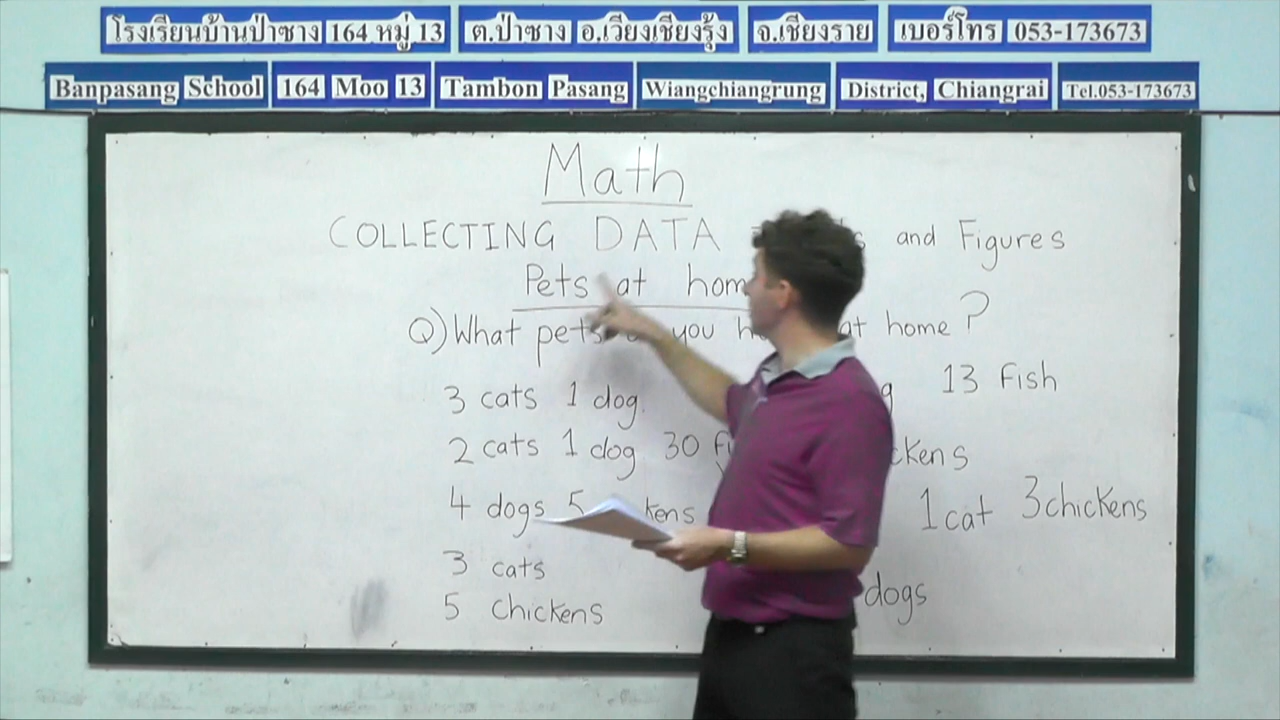 โรงเรียนบ้านป่าซาง 164 หมู่ 13 ต.ป่าซาง อ.เวียงเชียงรุ้ง จ.เชียงราย เบอร์โทร 053-173673
Banpasang School 164 Moo 13 Tambon Pasang Wiangchiangrung District, Chiangrai Tel.053-173673
Math
COLLECTING DATA and Figures
Pets at hom
Q) What pets you at home?
3 cats 1 dog. 13 fish
2 cats 1 dog 30 ckens
4 dogs 5 kens 1 cat 3 chickens
3 cats
5 chickens dogs